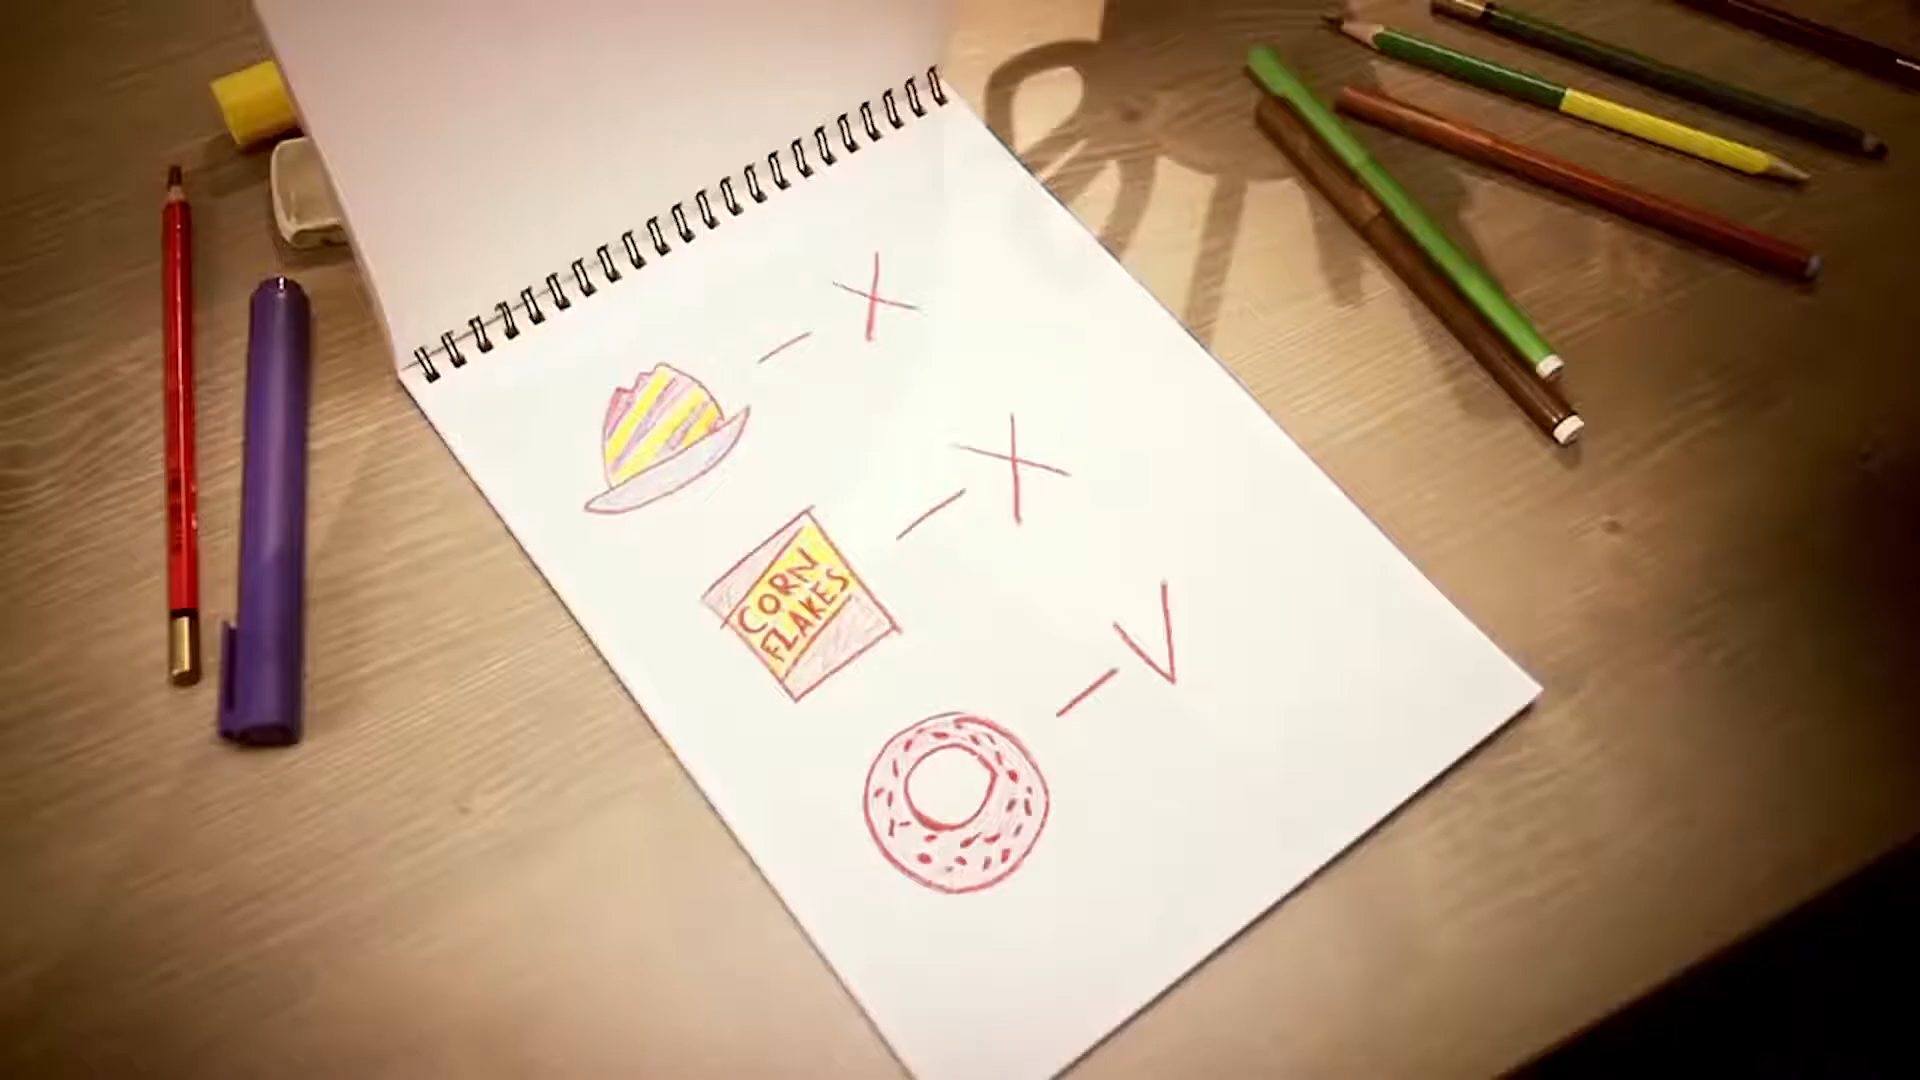 - X
- X
CORN
FLAKES
- V